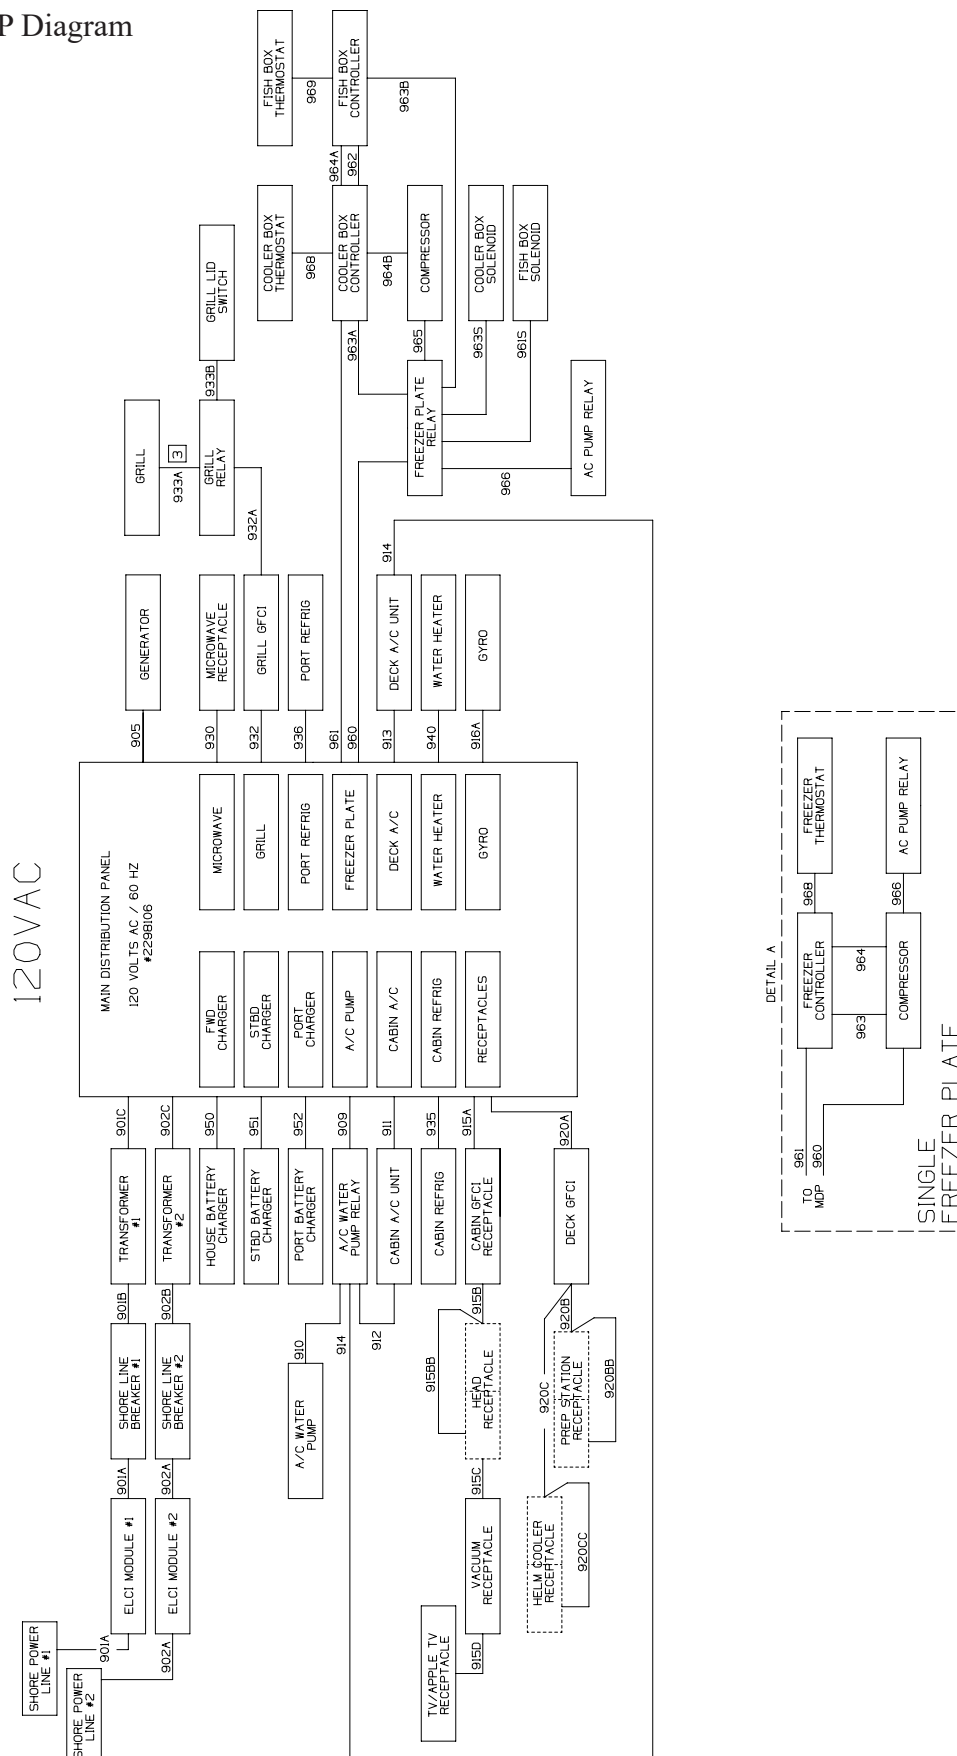 P Diagram
120VAC
FISH BOX
THERMOSTAT
969
FISH BOX
CONTROLLER
963B
964A
962
COOLER BOX
THERMOSTAT
968
COOLER BOX
CONTROLLER
964B
COMPRESSOR
COOLER BOX
SOLENOID
FISH BOX
SOLENOID
963A
965
963S
961S
GRILL LID
SWITCH
933B
GRILL
933A
3
GRILL
RELAY
932A
FREEZER PLATE
RELAY
966
AC PUMP RELAY
914
GENERATOR
MICROWAVE
RECEPTACLE
GRILL GFCI
PORT REFRIG
DECK A/C UNIT
WATER HEATER
GYRO
905
930
932
936
961
960
913
940
916A
MAIN DISTRIBUTION PANEL
120 VOLTS AC / 60 HZ
#229B106
MICROWAVE
GRILL
PORT REFRIG
FREEZER PLATE
DECK A/C
WATER HEATER
GYRO
FWD
CHARGER
STBD
CHARGER
PORT
CHARGER
A/C PUMP
CABIN A/C
CABIN REFRIG
RECEPTACLES
901C
902C
950
951
952
909
911
935
915A
920A
TRANSFORMER
#1
TRANSFORMER
#2
HOUSE BATTERY
CHARGER
STBD BATTERY
CHARGER
PORT BATTERY
CHARGER
A/C WATER
PUMP RELAY
CABIN A/C UNIT
CABIN REFRIG
CABIN GFCI
RECEPTACLE
DECK GFCI
901B
902B
910
914
912
915BB
915B
920C
920B
920BB
SHORE LINE
BREAKER #1
SHORE LINE
BREAKER #2
A/C WATER
PUMP
HEAD
RECEPTACLE
PREP STATION
RECEPTACLE
901A
902A
915C
ELCI MODULE #1
ELCI MODULE #2
VACUUM
RECEPTACLE
HELM COOLER
RECEPTACLE
920CC
901A
902A
915D
SHORE POWER
LINE #1
SHORE POWER
LINE #2
TV/APPLE TV
RECEPTACLE
DETAIL A
FREEZER
THERMOSTAT
AC PUMP RELAY
968
966
FREEZER
CONTROLLER
964
963
COMPRESSOR
961
960
TO
MDP
SINGLE
FREEZER PLATE